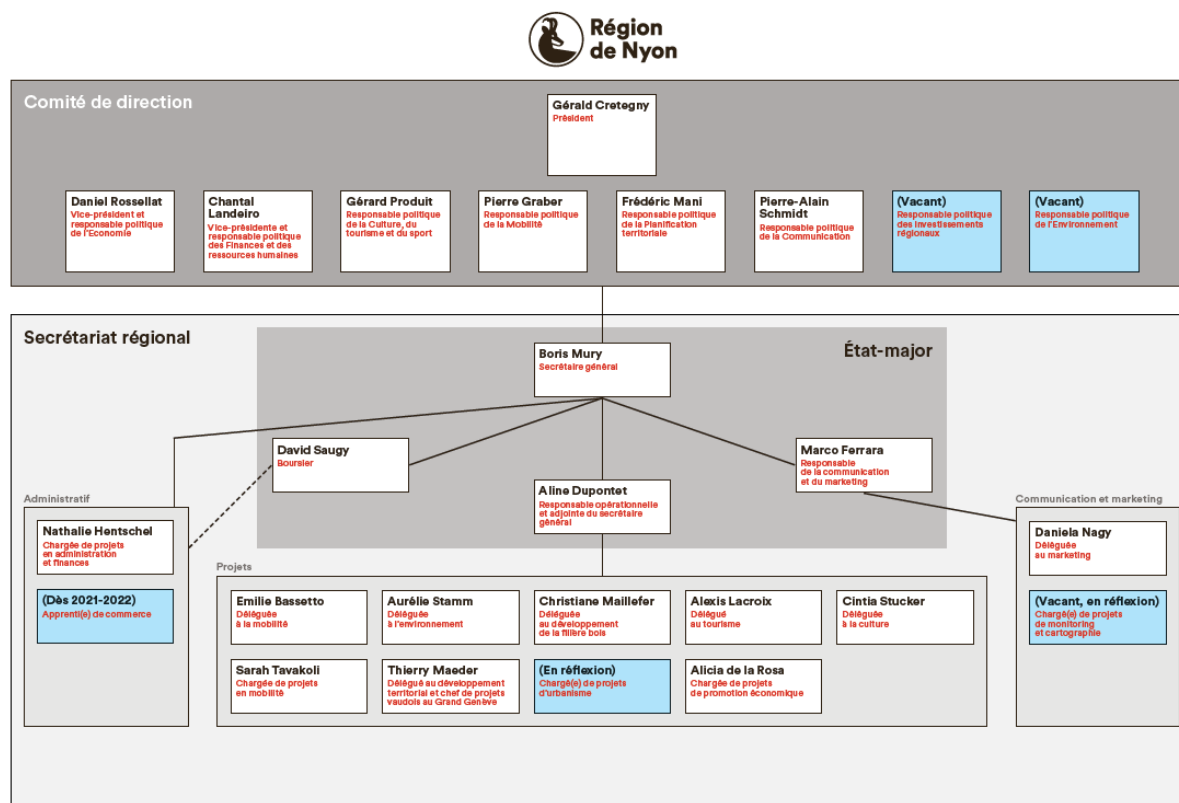 Région
de Nyon
Comité de direction
Gérald Cretegny
Président
Daniel Rossellat
Vice-président et
responsable politique
de l'Economie
Chantal
Landeiro
Vice-présidente et
responsable politique
des Finances et des
ressources humaines
Gérard Produit
Responsable politique
de la Culture, du
tourisme et du sport
Pierre Graber
Responsable politique
de la Mobilité
Frédéric Mani
Responsable politique
de la Planification
territoriale
Pierre-Alain
Schmidt
Responsable politique
de la Communication
(Vacant)
Responsable politique
des Investissements
régionaux
(Vacant)
Responsable politique
de l'Environnement
Secrétariat régional
État-major
Boris Mury
Secrétaire général
David Saugy
Boursier
Aline Dupontet
Responsable opérationnelle
et adjointe du secrétaire
général
Marco Ferrara
Responsable
de la communication
et du marketing
Administratif
Nathalie Hentschel
Chargée de projets
en administration
et finances
(Dès 2021-2022)
Apprenti(e) de commerce
Projets
Emilie Bassetto
Déléguée
à la mobilité
Aurélie Stamm
Déléguée
à l'environnement
Christiane Maillefer
Déléguée
au développement
de la filière bois
Alexis Lacroix
Délégué
au tourisme
Cintia Stucker
Déléguée
à la culture
Sarah Tavakoli
Chargée de projets
en mobilité
Thierry Maeder
Délégué au développement
territorial et chef de projets
vaudois au Grand Genève
(En réflexion)
Chargé(e) de projets
d'urbanisme
Alicia de la Rosa
Chargée de projets
de promotion économique
Communication et marketing
Daniela Nagy
Déléguée
au marketing
(Vacant, en réflexion)
Chargé(e) de projets
de monitoring
et cartographie